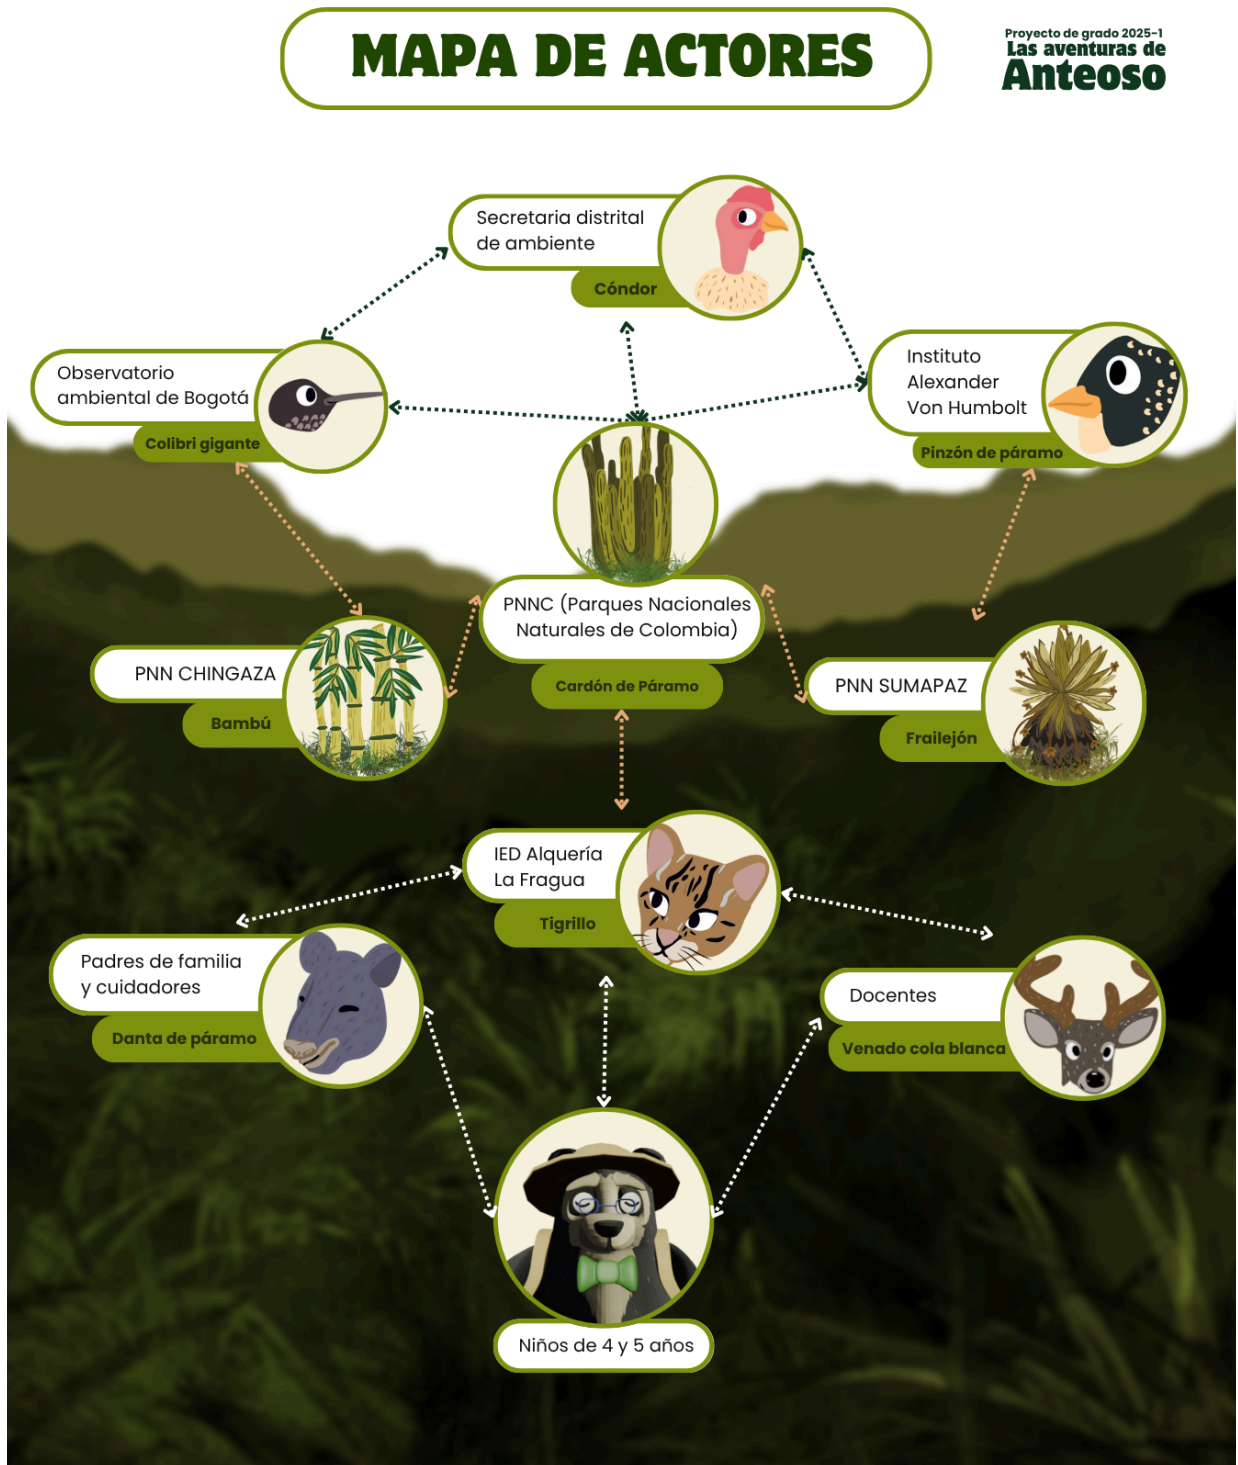 MAPA DE ACTORES
Proyecto de grado 2025-1
Las aventuras de
Anteoso
Secretaria distrital
de ambiente
Cóndor
Observatorio
ambiental de Bogotá
Colibri gigante
Instituto
Alexander
Von Humbolt
Pinzón de páramo
PNNC (Parques Nacionales
Naturales de Colombia)
Cardón de Páramo
PNN CHINGAZA
Bambú
PNN SUMAPAZ
Frailejón
IED Alquería
La Fragua
Tigrillo
Padres de familia
y cuidadores
Danta de páramo
Docentes
Venado cola blanca
Niños de 4 y 5 años